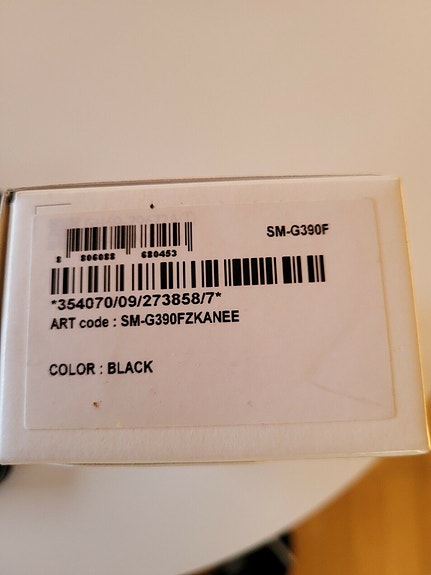 SM-G390F
8 806088 680453
*354070/09/273858/7*
ART code : SM-G390FZKANEE
COLOR : BLACK